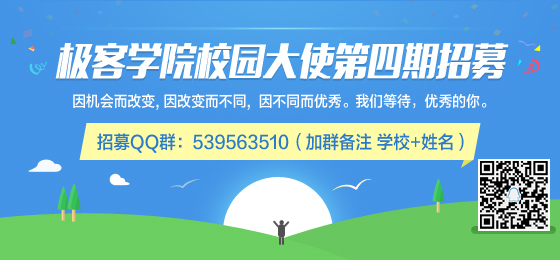 极客学院校园大使第四期招募
因机会而改变，因改变而不同，因不同而优秀。我们等待，优秀的你。
招募QQ群：539563510（加群备注 学校+姓名）